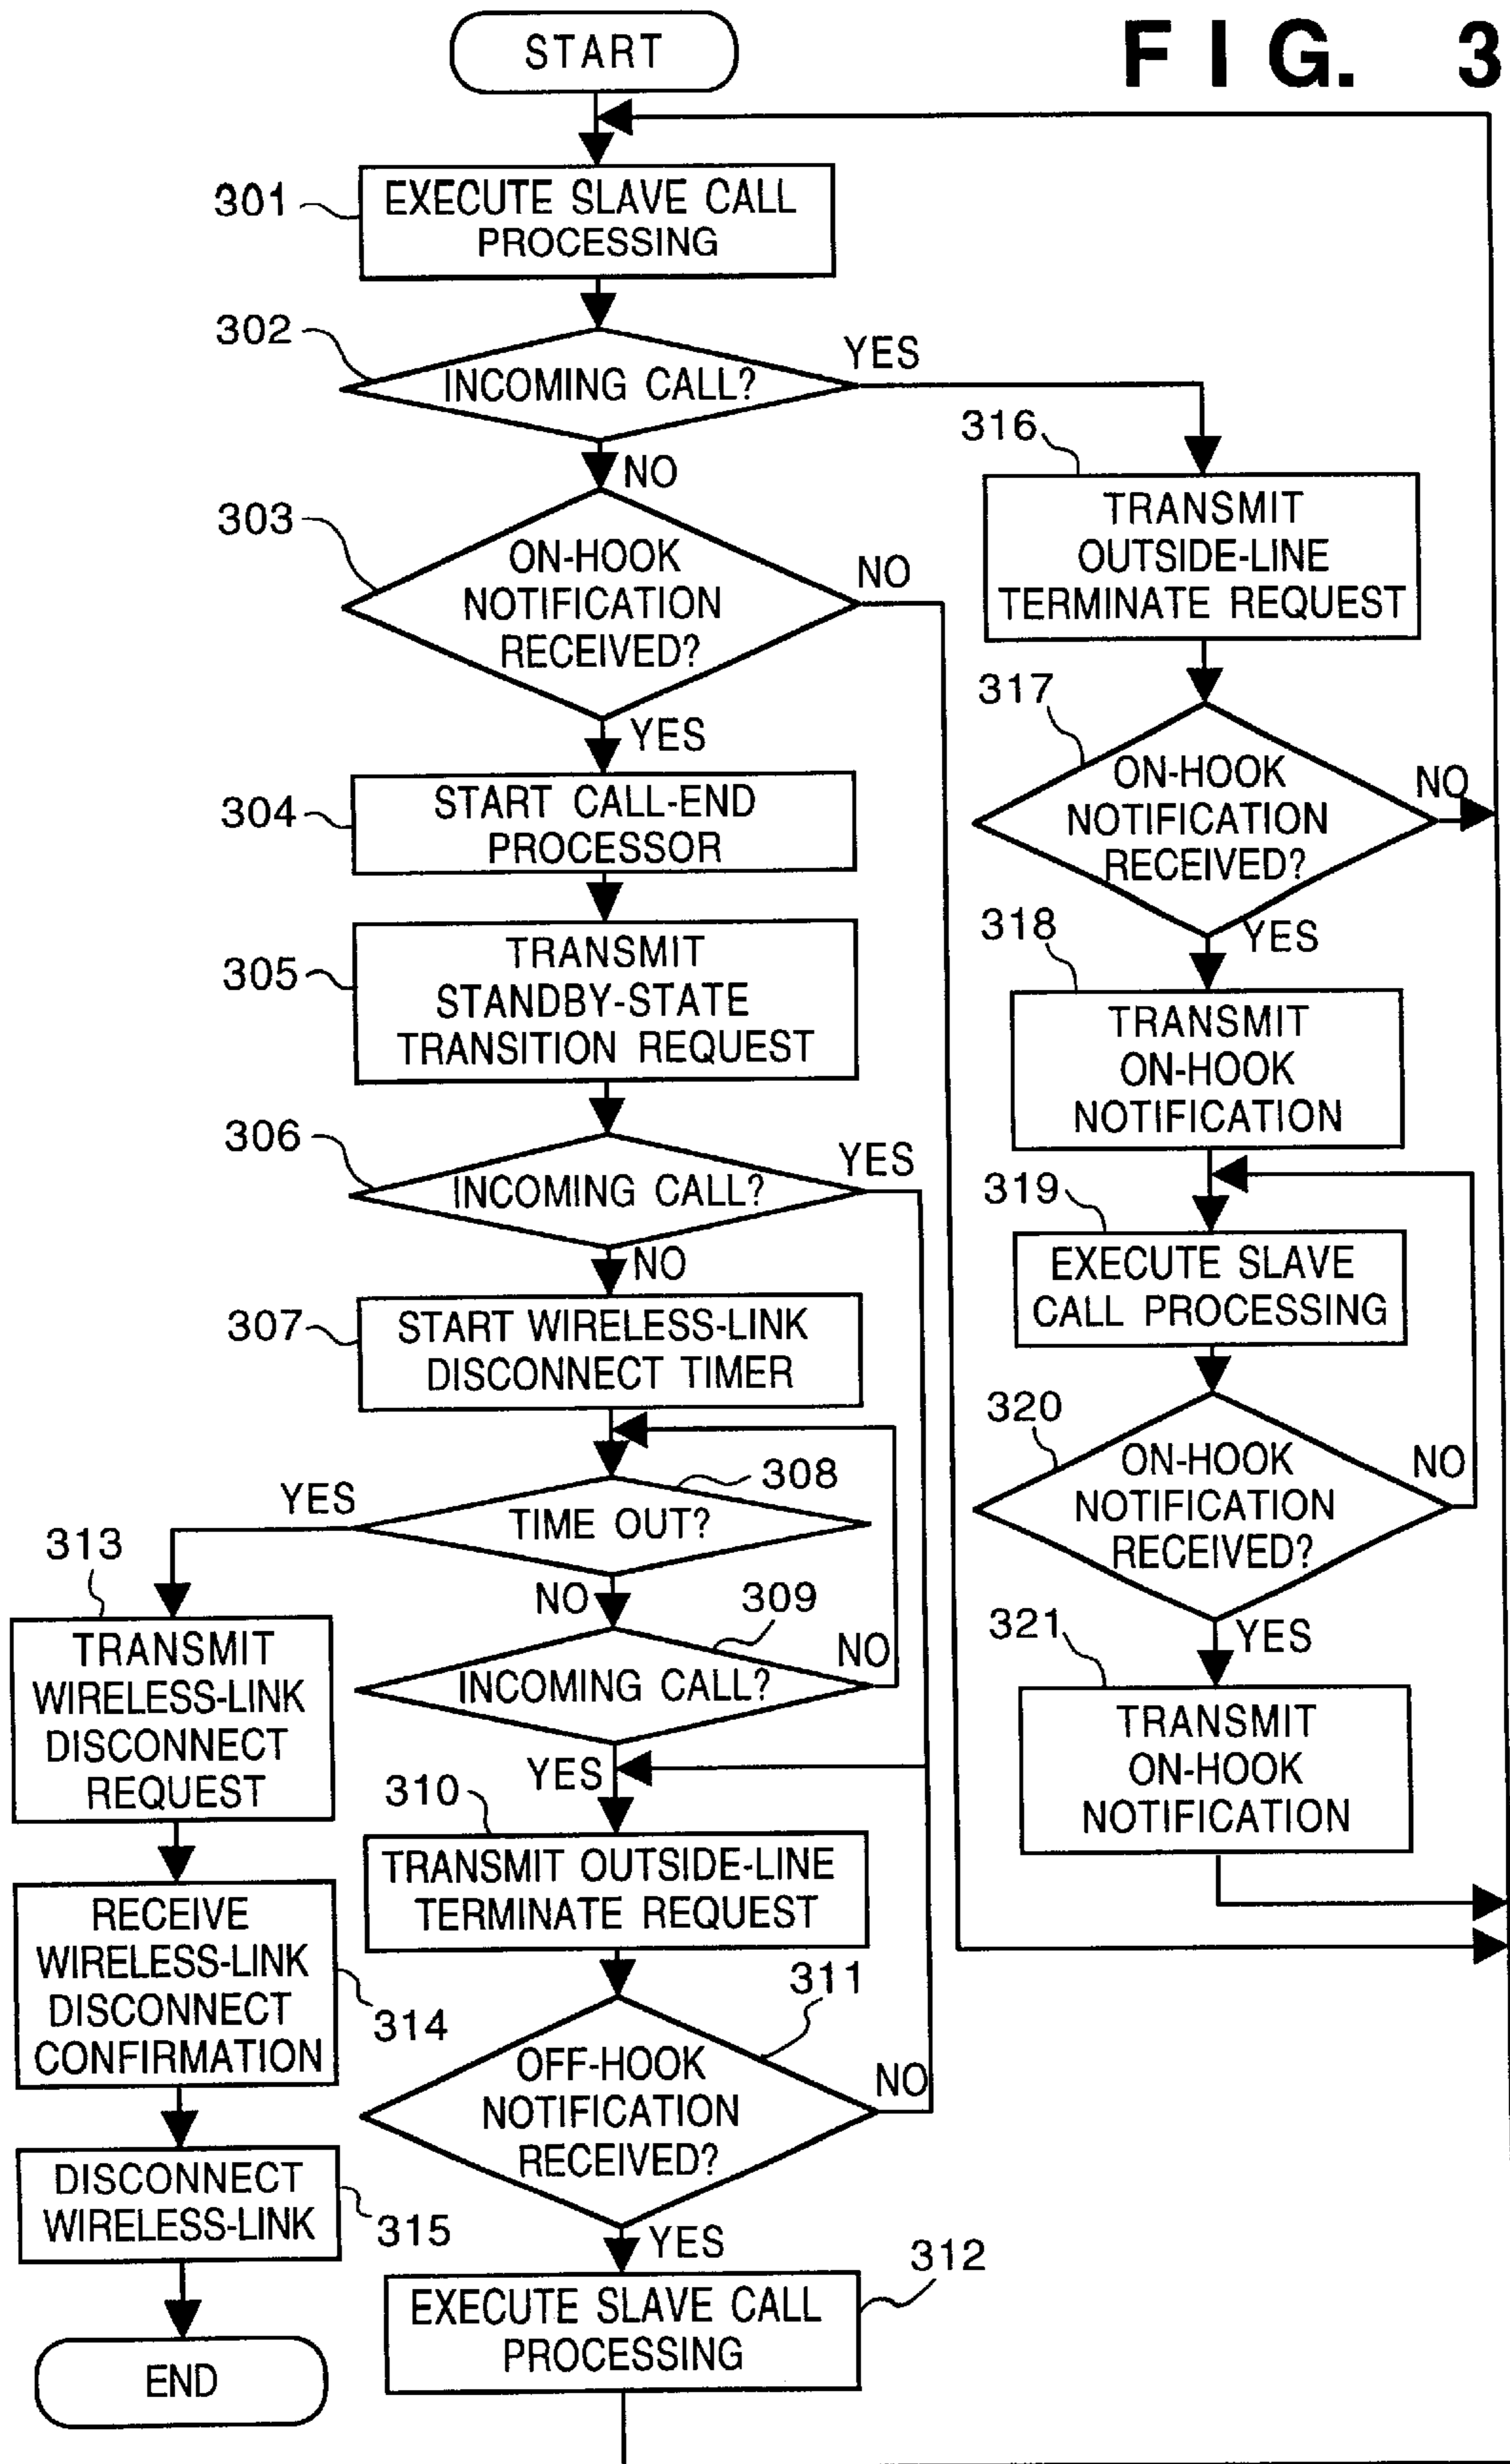 FIG. 3
START
301
EXECUTE SLAVE CALL
PROCESSING
302
INCOMING CALL?
YES
NO
303
ON-HOOK
NOTIFICATION
RECEIVED?
NO
YES
304
START CALL-END
PROCESSOR
305
TRANSMIT
STANDBY-STATE
TRANSITION REQUEST
306
INCOMING CALL?
YES
NO
307
START WIRELESS-LINK
DISCONNECT TIMER
308
TIME OUT?
YES
NO
309
INCOMING CALL?
NO
YES
310
TRANSMIT OUTSIDE-LINE
TERMINATE REQUEST
311
OFF-HOOK
NOTIFICATION
RECEIVED?
NO
YES
312
EXECUTE SLAVE CALL
PROCESSING
313
TRANSMIT
WIRELESS-LINK
DISCONNECT
REQUEST
RECEIVE
WIRELESS-LINK
DISCONNECT
CONFIRMATION
314
DISCONNECT
WIRELESS-LINK
315
END
316
TRANSMIT
OUTSIDE-LINE
TERMINATE REQUEST
317
ON-HOOK
NOTIFICATION
RECEIVED?
NO
YES
318
TRANSMIT
ON-HOOK
NOTIFICATION
319
EXECUTE SLAVE
CALL PROCESSING
320
ON-HOOK
NOTIFICATION
RECEIVED?
NO
YES
321
TRANSMIT
ON-HOOK
NOTIFICATION